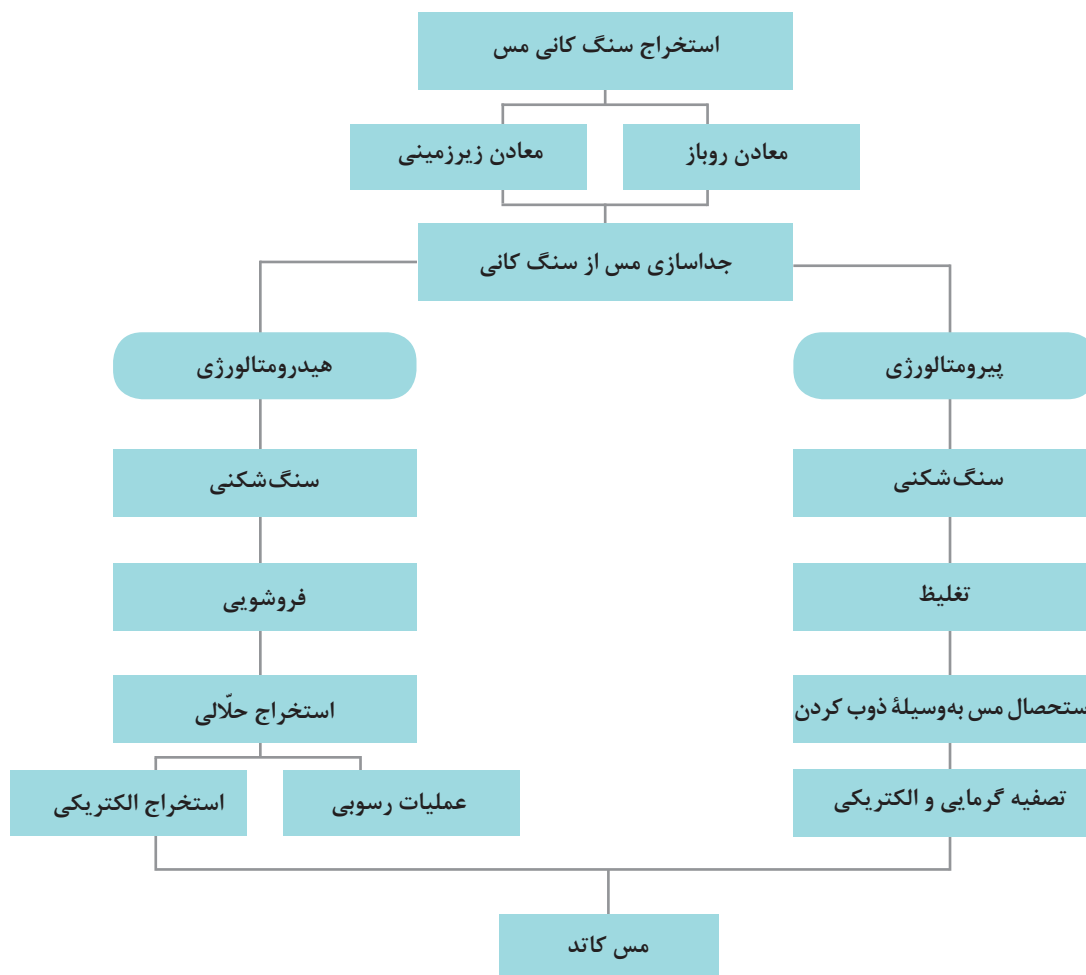 استخراج سنگ کانی مس
معادن روباز
معادن زیرزمینی
جداسازی مس از سنگ کانی
پیرومتالورژی
هیدرومتالورژی
سنگ‌شکنی
سنگ‌شکنی
تغلیظ
فروشویی
ستحصال مس به‌وسیلهٔ ذوب کردن
استخراج حلّالی
تصفیه گرمایی و الکتریکی
عملیات رسوبی
استخراج الکتریکی
مس کاتد